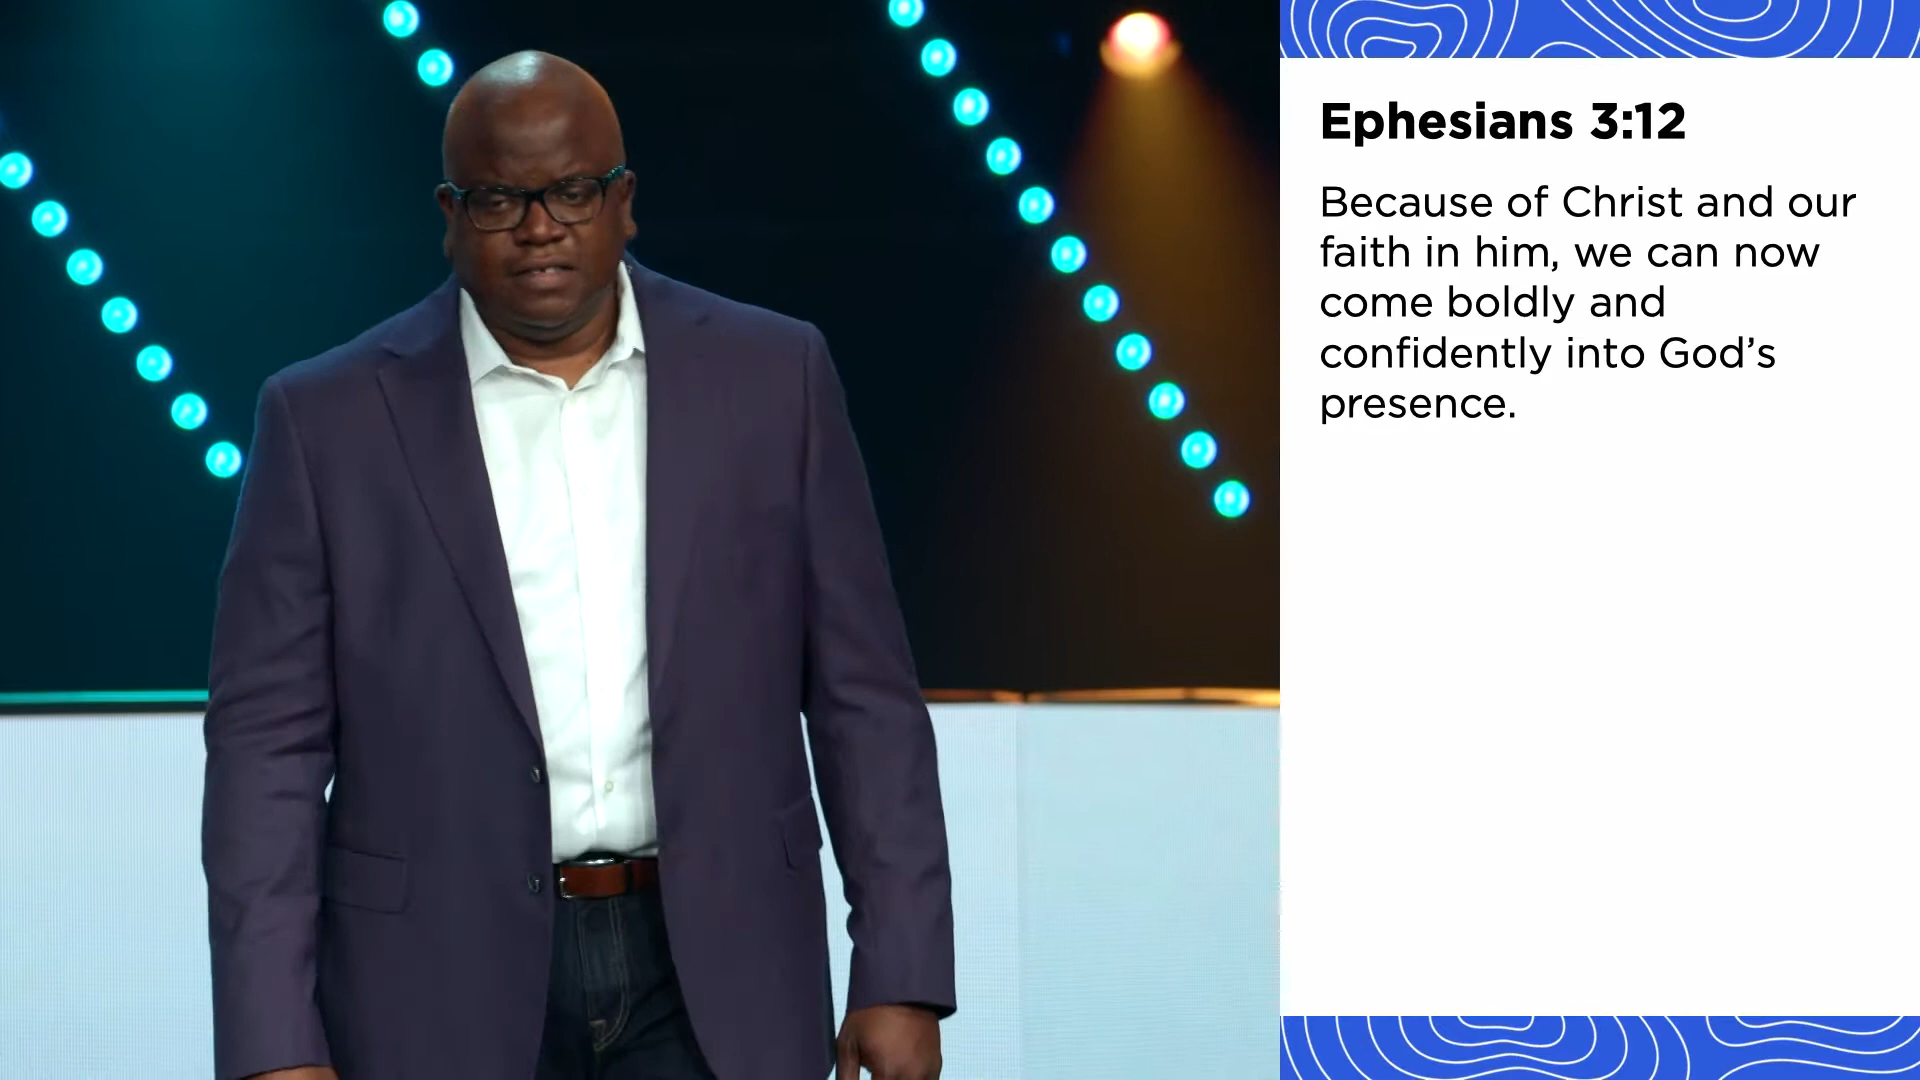 Ephesians 3:12
Because of Christ and our
faith in him, we can now
come boldly and
confidently into God’s
presence.